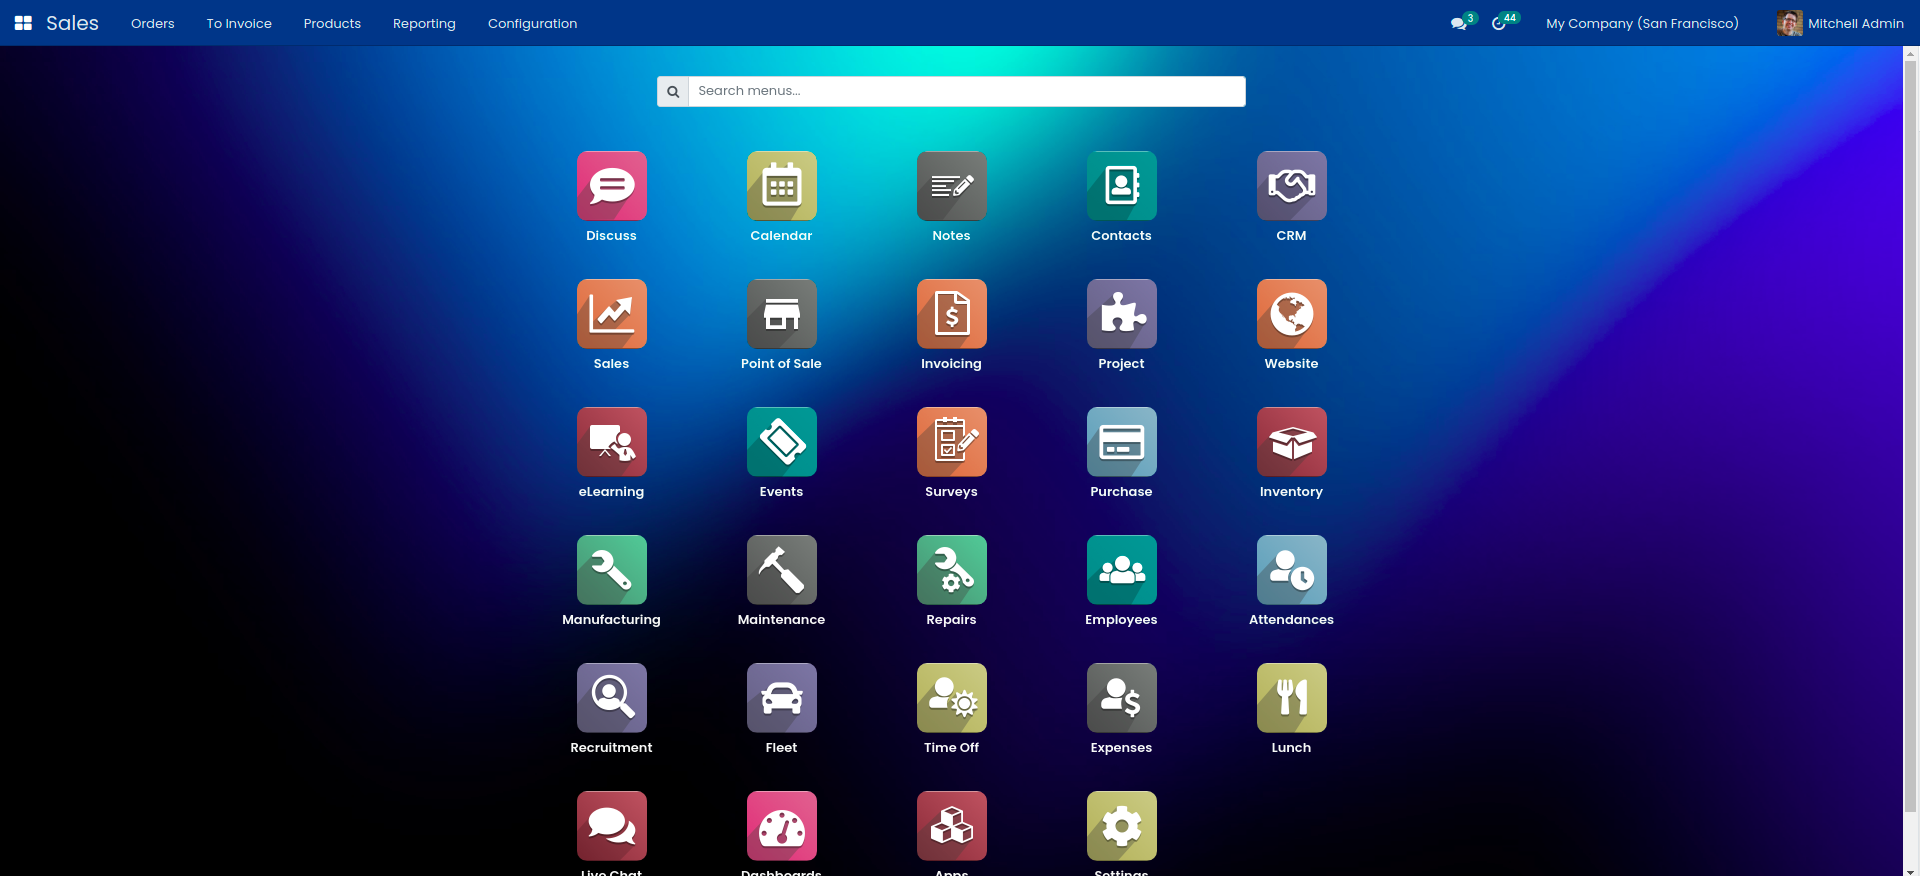 Sales Orders To Invoice Products Reporting Configuration 3 44 My Company (San Francisco) Mitchell Admin
Search menus...
Discuss Calendar Notes Contacts CRM
Sales Point of Sale Invoicing Project Website
eLearning Events Surveys Purchase Inventory
Manufacturing Maintenance Repairs Employees Attendances
Recruitment Fleet Time Off Expenses Lunch
Live Chat Dashboards Apps Settings